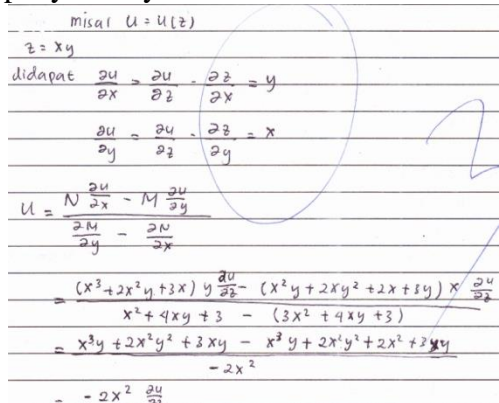 misal U = U(z)
z = xy
didapat ∂u/∂x = ∂u/∂z · ∂z/∂x = y
∂u/∂y = ∂u/∂z · ∂z/∂y = x
U = (N ∂u/∂x - M ∂u/∂y) / (∂M/∂y - ∂N/∂x)
= ((x³ + 2x²y + 3x) y ∂u/∂z - (x²y + 2xy² + 2x + 3y) x ∂u/∂z) / (x² + 4xy + 3 - (3x² + 4xy + 3))
= (x³y + 2x²y² + 3xy - x³y + 2x²y² + 2x² + 3xy) / (-2x²)
= -2x² ∂u/∂z